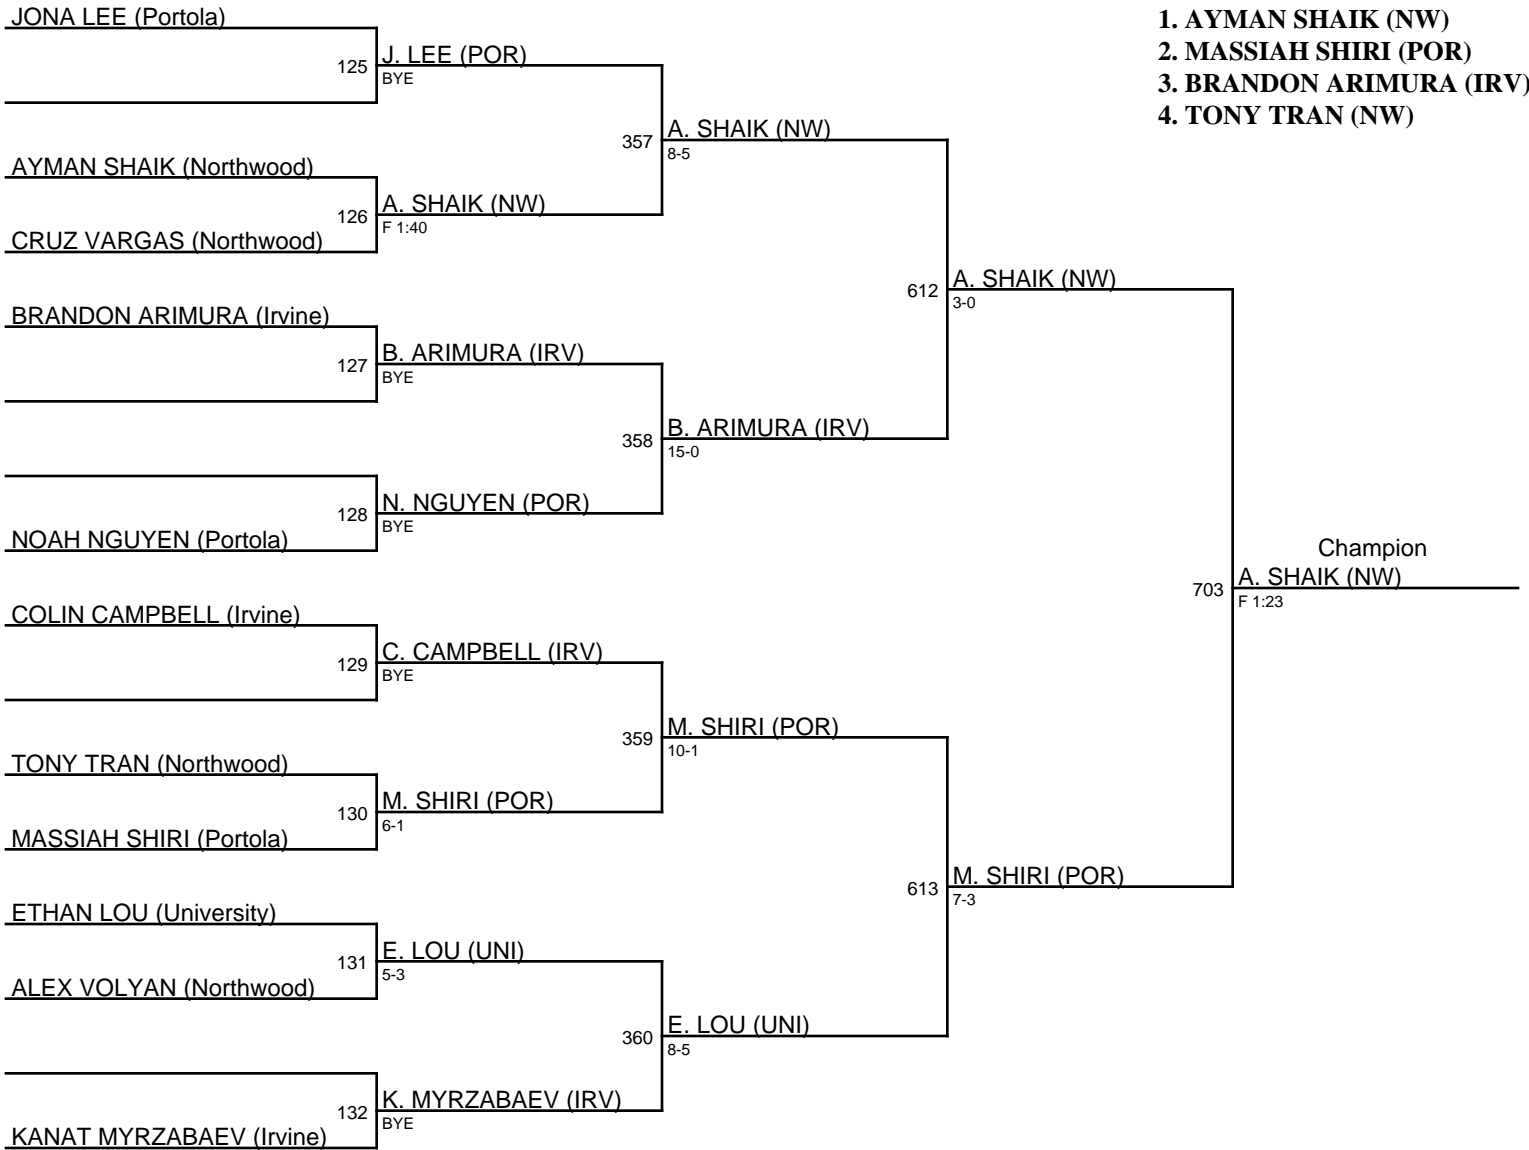 JONA LEE (Portola)
125
J. LEE (POR)
BYE
357
A. SHAIK (NW)
8-5
AYMAN SHAIK (Northwood)
126
A. SHAIK (NW)
F 1:40
CRUZ VARGAS (Northwood)
612
A. SHAIK (NW)
3-0
BRANDON ARIMURA (Irvine)
127
B. ARIMURA (IRV)
BYE
358
B. ARIMURA (IRV)
15-0
128
N. NGUYEN (POR)
BYE
NOAH NGUYEN (Portola)
Champion
703
A. SHAIK (NW)
F 1:23
COLIN CAMPBELL (Irvine)
129
C. CAMPBELL (IRV)
BYE
359
M. SHIRI (POR)
10-1
TONY TRAN (Northwood)
130
M. SHIRI (POR)
6-1
MASSIAH SHIRI (Portola)
613
M. SHIRI (POR)
7-3
ETHAN LOU (University)
131
E. LOU (UNI)
5-3
ALEX VOLYAN (Northwood)
360
E. LOU (UNI)
8-5
132
K. MYRZABAEV (IRV)
BYE
KANAT MYRZABAEV (Irvine)
1. AYMAN SHAIK (NW)
2. MASSIAH SHIRI (POR)
3. BRANDON ARIMURA (IRV)
4. TONY TRAN (NW)